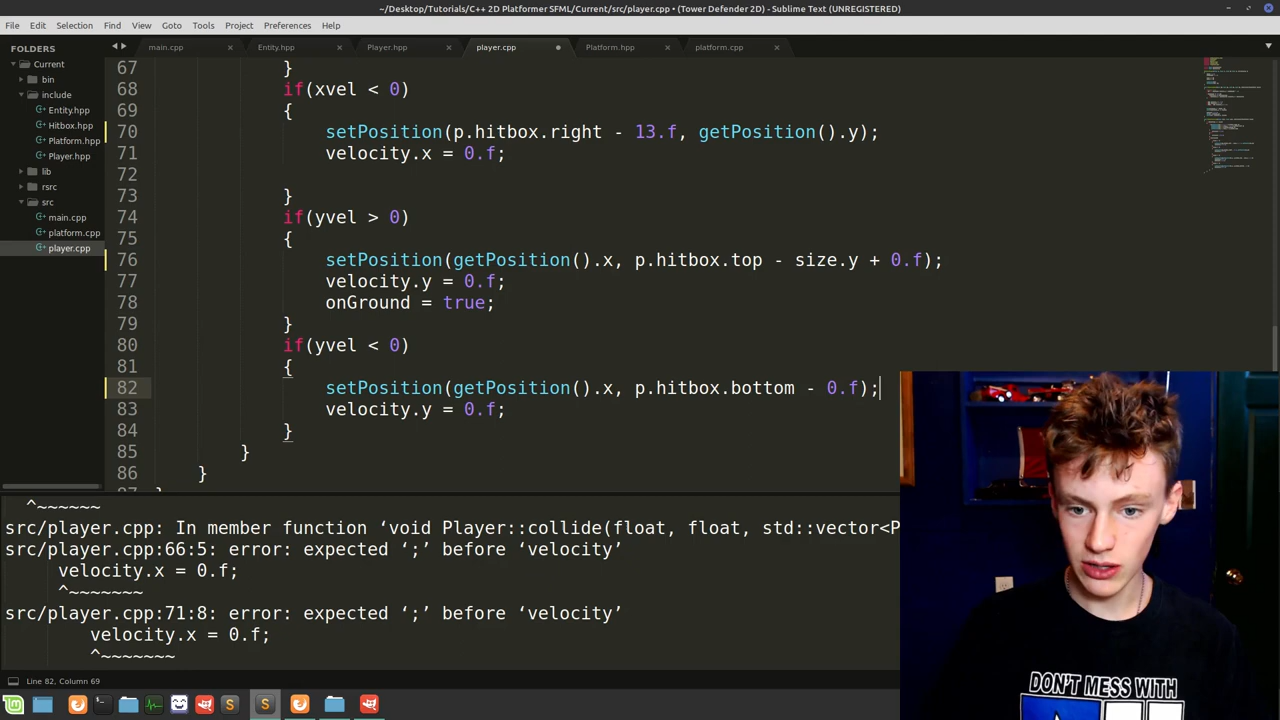 ~/Desktop/Tutorials/C++ 2D Platformer SFML/Current/src/player.cpp • (Tower Defender 2D) - Sublime Text (UNREGISTERED)
File Edit Selection Find View Goto Tools Project Preferences Help
FOLDERS
Current
bin
include
Entity.hpp
Hitbox.hpp
Platform.hpp
Player.hpp
lib
rsrc
src
main.cpp
platform.cpp
player.cpp
main.cpp Entity.hpp Player.hpp player.cpp Platform.hpp platform.cpp
67 }
68 if(xvel < 0)
69 {
70 setPosition(p.hitbox.right - 13.f, getPosition().y);
71 velocity.x = 0.f;
72
73 }
74 if(yvel > 0)
75 {
76 setPosition(getPosition().x, p.hitbox.top - size.y + 0.f);
77 velocity.y = 0.f;
78 onGround = true;
79 }
80 if(yvel < 0)
81 {
82 setPosition(getPosition().x, p.hitbox.bottom - 0.f);
83 velocity.y = 0.f;
84 }
85 }
86 }
^~~~~~~
src/player.cpp: In member function ‘void Player::collide(float, float, std::vector<P
src/player.cpp:66:5: error: expected ‘;’ before ‘velocity’
velocity.x = 0.f;
^~~~~~~~
src/player.cpp:71:8: error: expected ‘;’ before ‘velocity’
velocity.x = 0.f;
^~~~~~~~
Line 82, Column 69
DON'T MESS WITH